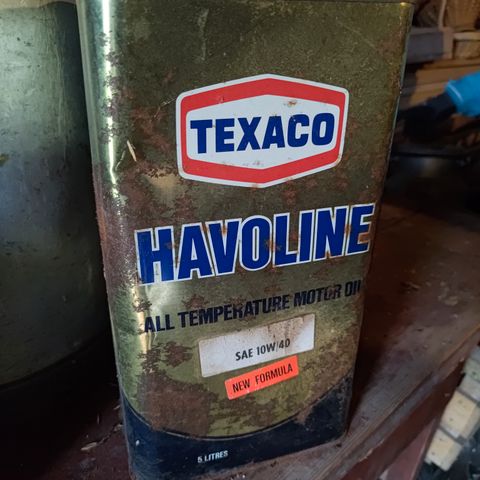 TEXACO
HAVOLINE
ALL TEMPERATURE MOTOR OIL
SAE 10W/40
NEW FORMULA
5 LITRES